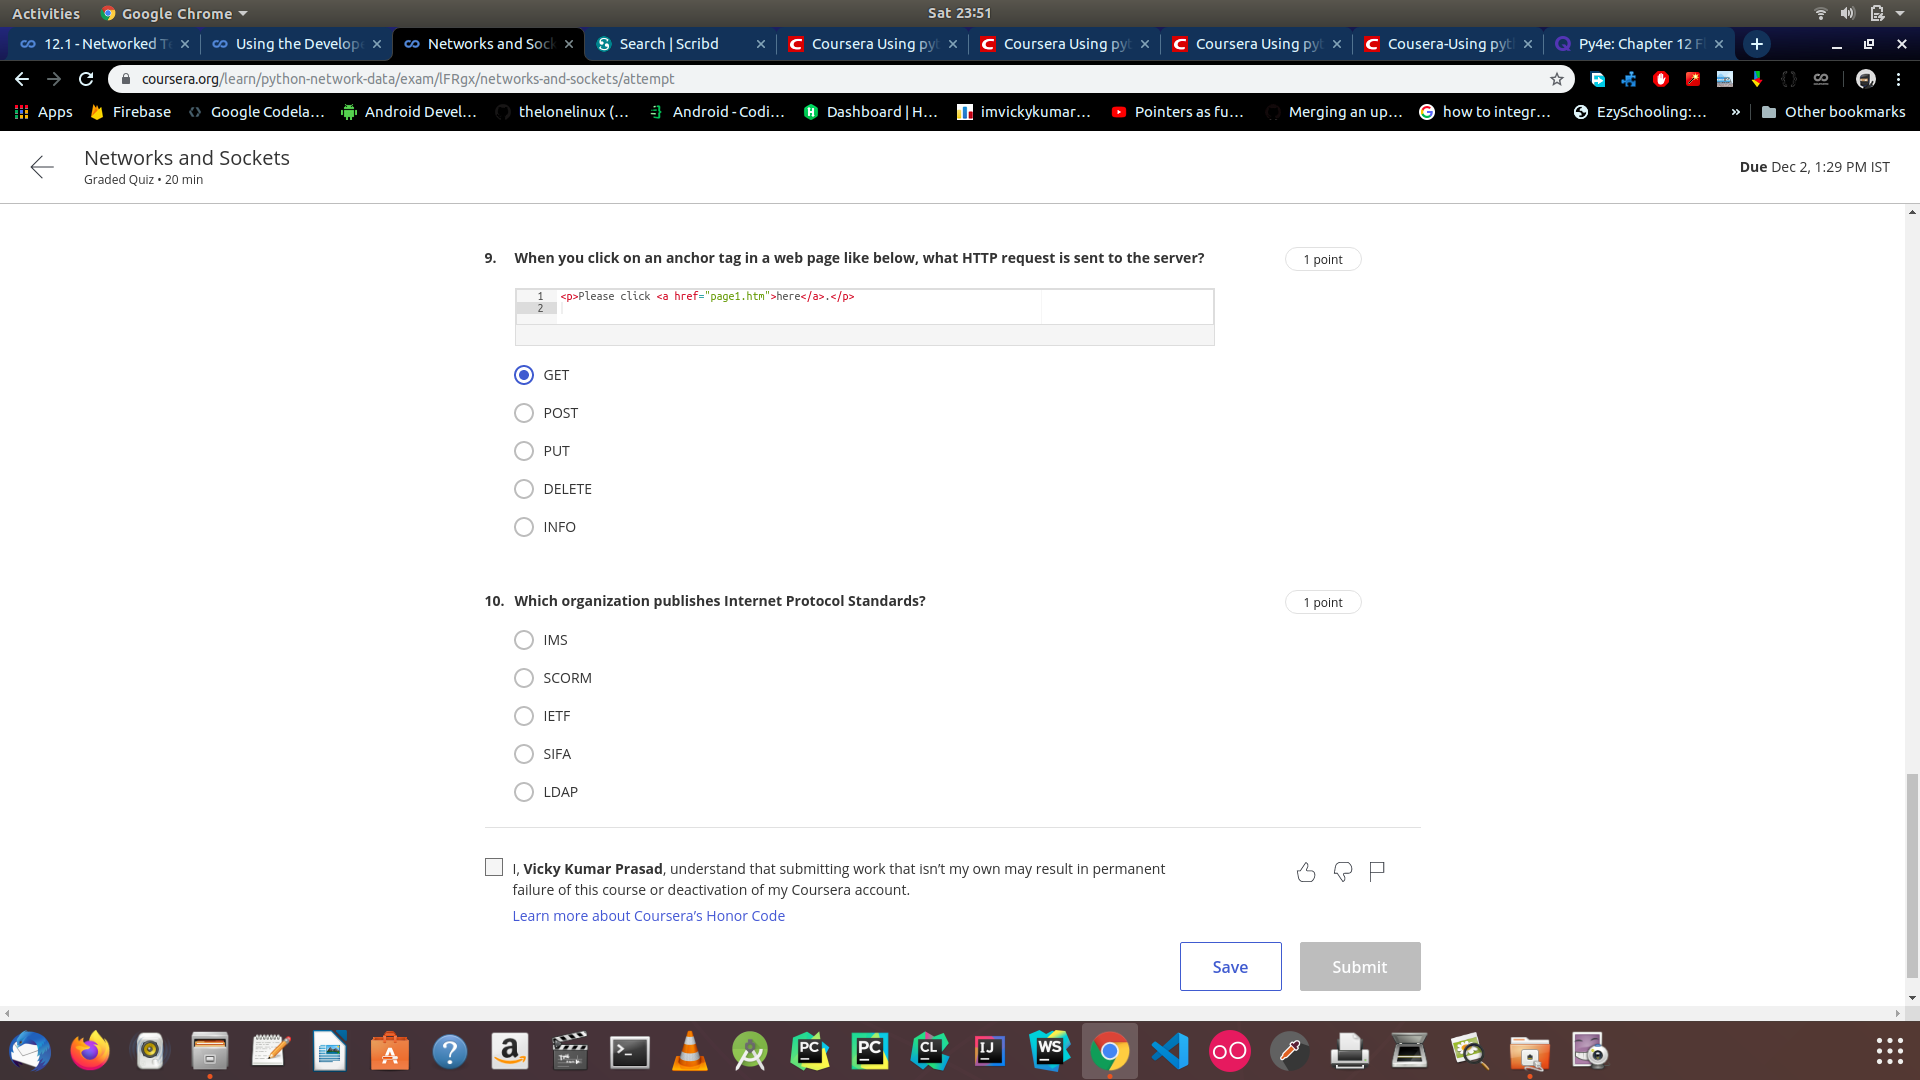 Activities Google Chrome Sat 23:51
12.1 - Networked Te Using the Develope Networks and Sock Search | Scribd Coursera Using pyt Coursera Using pyt Coursera Using pyt Cousera-Using pyt Py4e: Chapter 12 F
coursera.org/learn/python-network-data/exam/lFRgx/networks-and-sockets/attempt
Apps Firebase Google Codela... Android Devel... thelonelinux (... Android - Codi... Dashboard | H... imvickykumar... Pointers as fu... Merging an up... how to integr... EzySchooling:... » Other bookmarks
Networks and Sockets
Graded Quiz • 20 min
Due Dec 2, 1:29 PM IST
9. When you click on an anchor tag in a web page like below, what HTTP request is sent to the server? 1 point
1 <p>Please click <a href="page1.htm">here</a>.</p>
2
GET
POST
PUT
DELETE
INFO
10. Which organization publishes Internet Protocol Standards? 1 point
IMS
SCORM
IETF
SIFA
LDAP
I, Vicky Kumar Prasad, understand that submitting work that isn't my own may result in permanent
failure of this course or deactivation of my Coursera account.
Learn more about Coursera's Honor Code
Save Submit